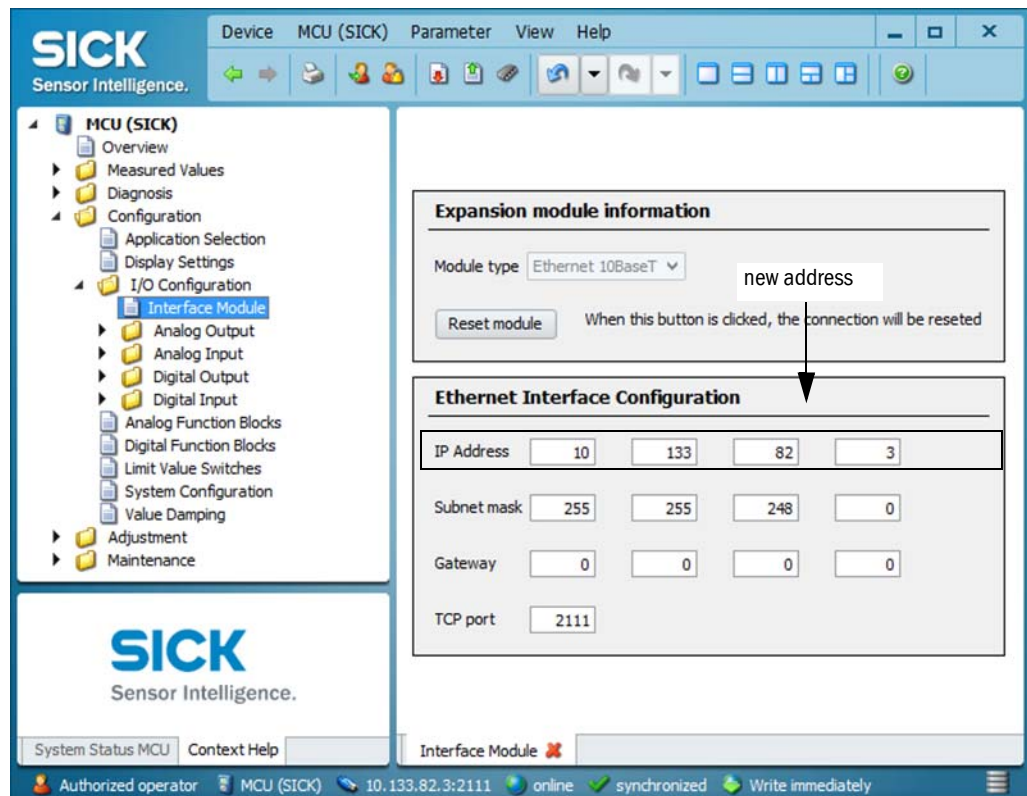 SICK
Sensor Intelligence.
Device MCU (SICK) Parameter View Help
MCU (SICK)
Overview
Measured Values
Diagnosis
Configuration
Application Selection
Display Settings
I/O Configuration
Interface Module
Analog Output
Analog Input
Digital Output
Digital Input
Analog Function Blocks
Digital Function Blocks
Limit Value Switches
System Configuration
Value Damping
Adjustment
Maintenance
SICK
Sensor Intelligence.
System Status MCU Context Help
Expansion module information
Module type Ethernet 10BaseT
new address
Reset module When this button is clicked, the connection will be reseted
Ethernet Interface Configuration
IP Address 10 133 82 3
Subnet mask 255 255 248 0
Gateway 0 0 0 0
TCP port 2111
Interface Module
Authorized operator MCU (SICK) 10.133.82.3:2111 online synchronized Write immediately